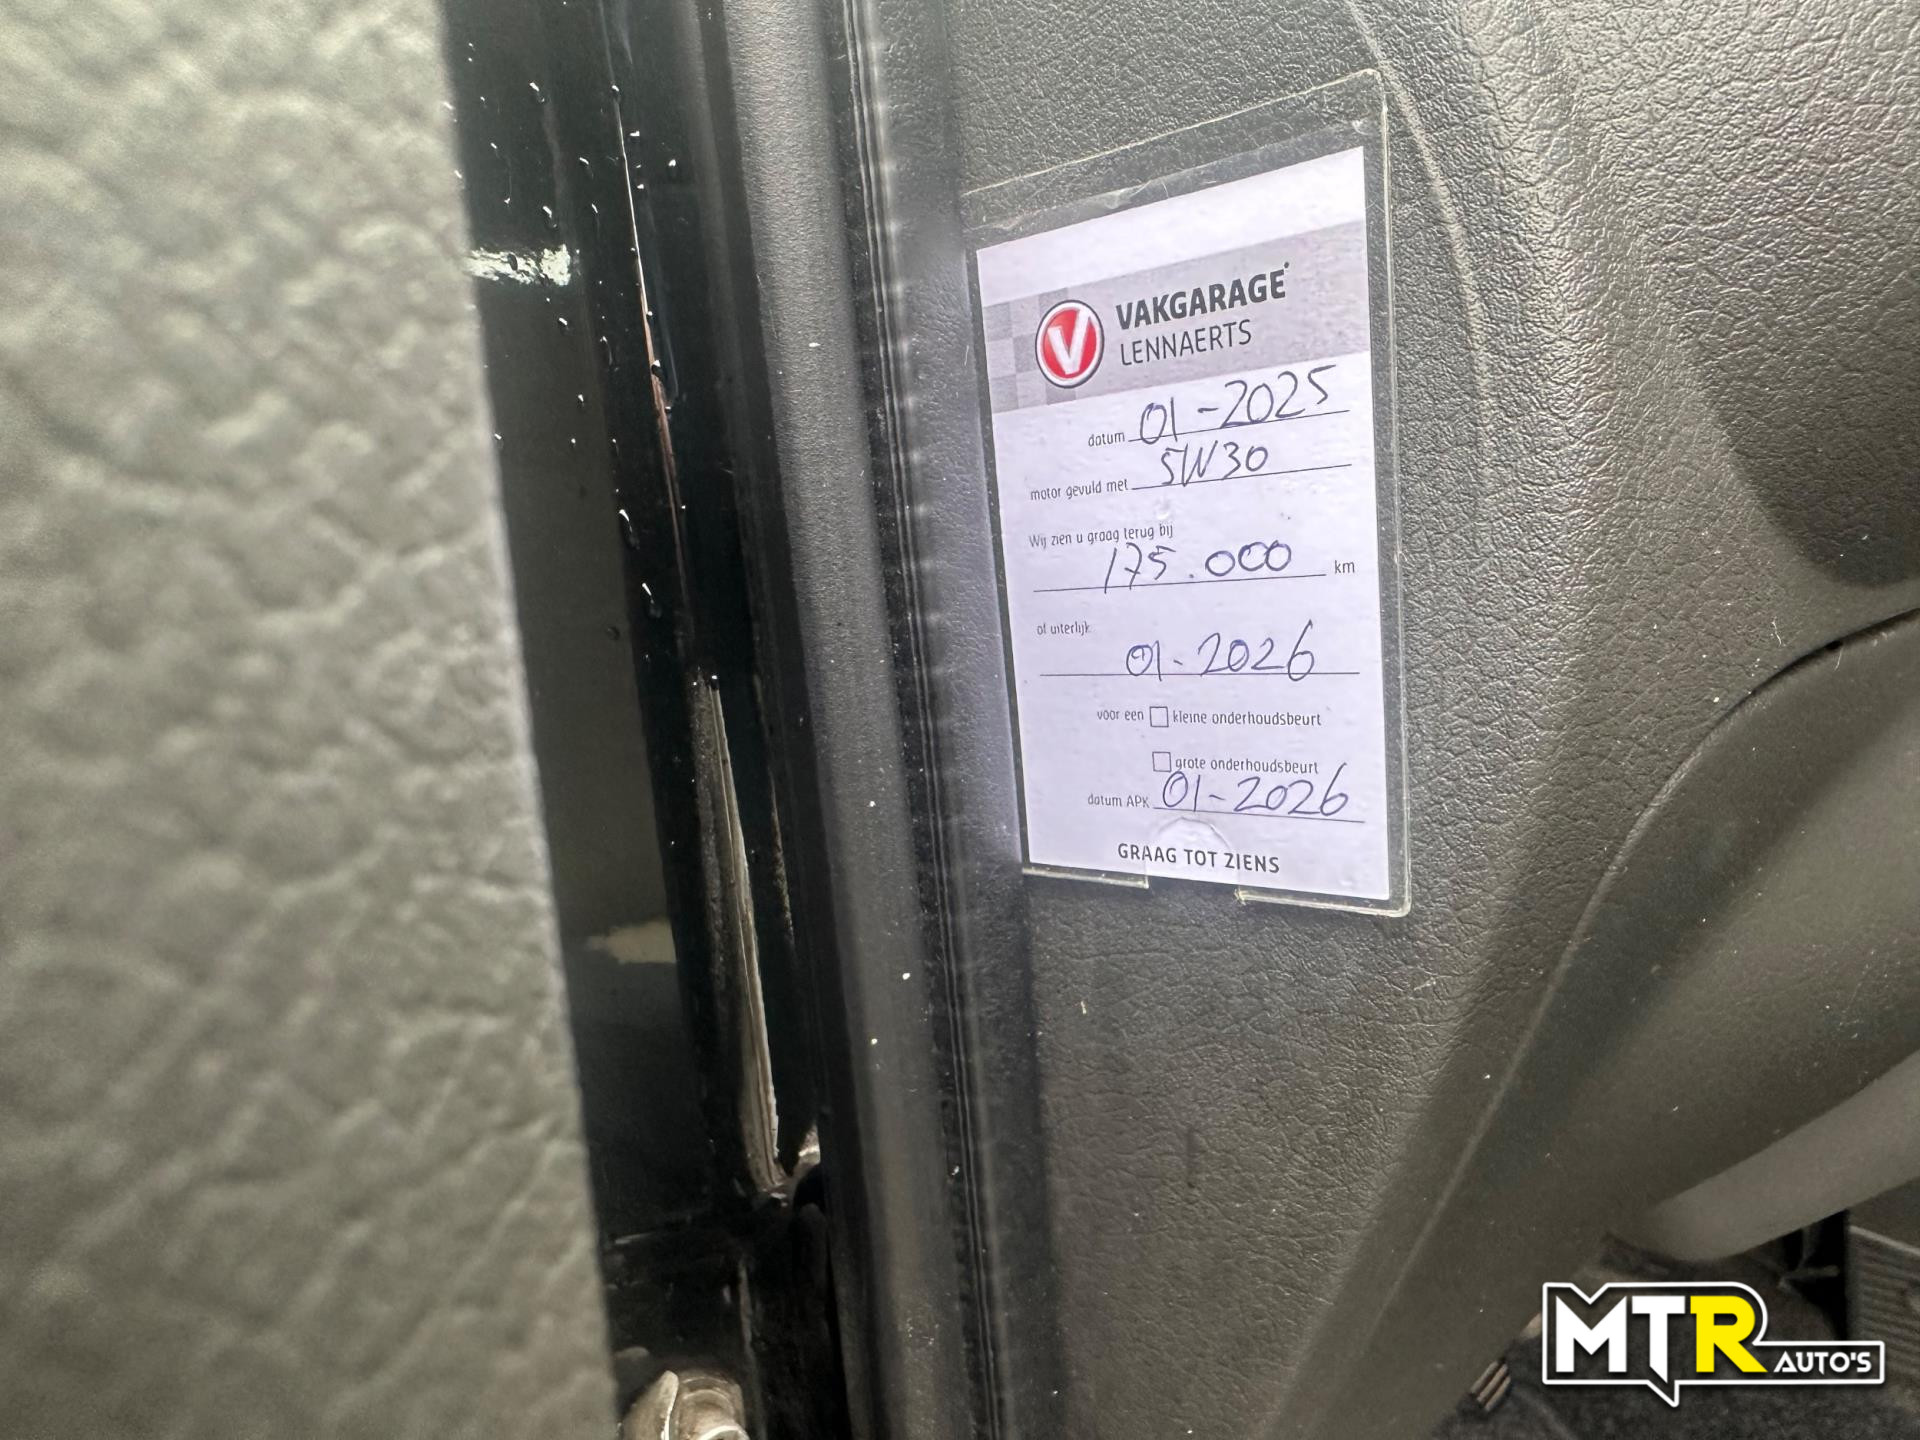 VAKGARAGE
LENNAERTS
datum 01-2025
motor gevuld met 5W30
Wij zien u graag terug bij
175.000 km
of uiterlijk
01-2026
voor een kleine onderhoudsbeurt
grote onderhoudsbeurt
datum APK 01-2026
GRAAG TOT ZIENS
MTR AUTO'S